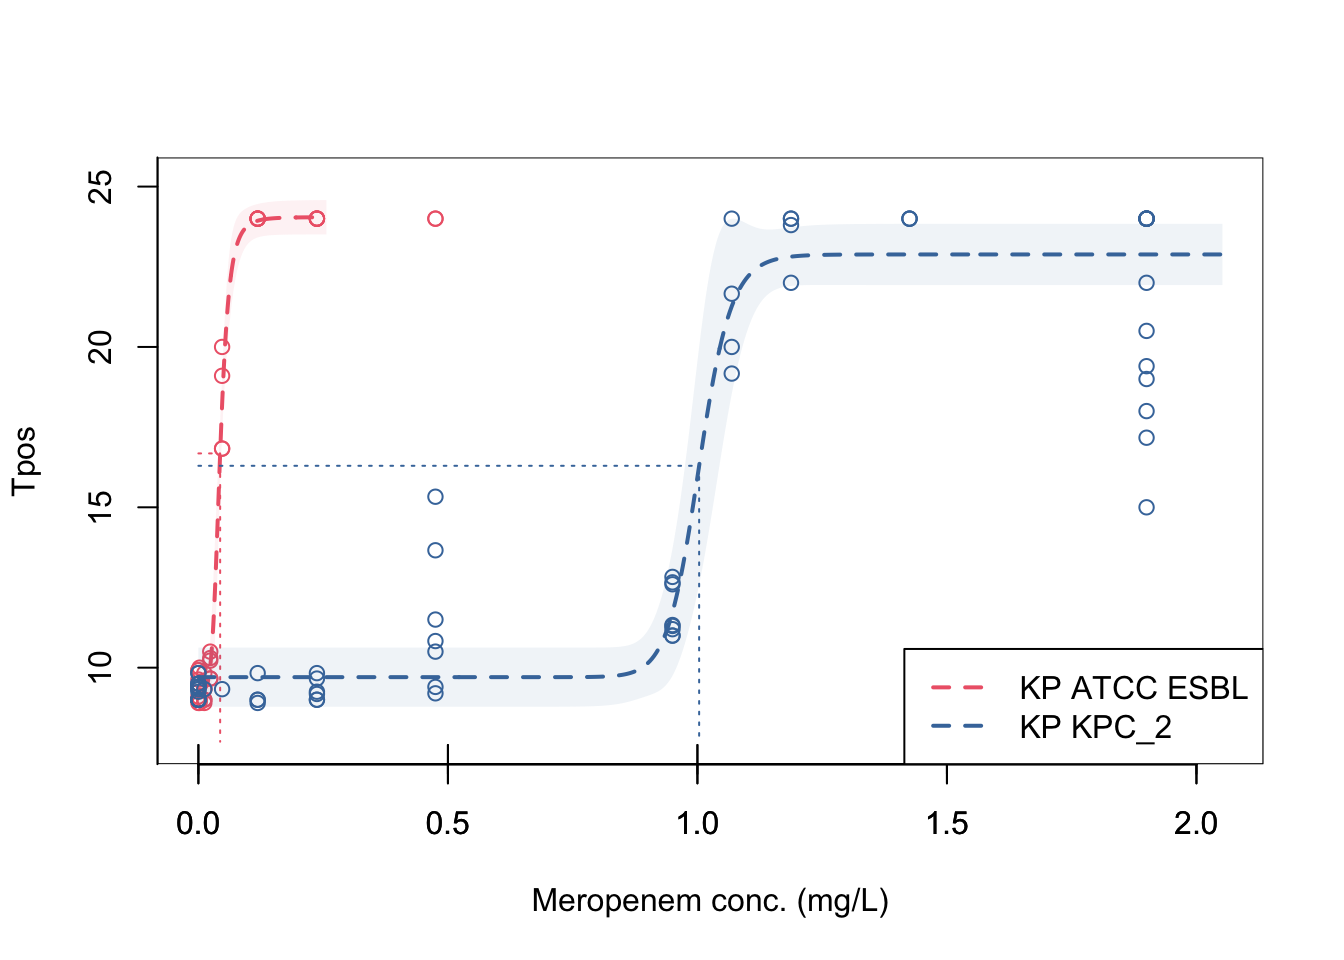 25
20
15
10
Tpos
KP ATCC ESBL
KP KPC_2
0.0 0.5 1.0 1.5 2.0
Meropenem conc. (mg/L)